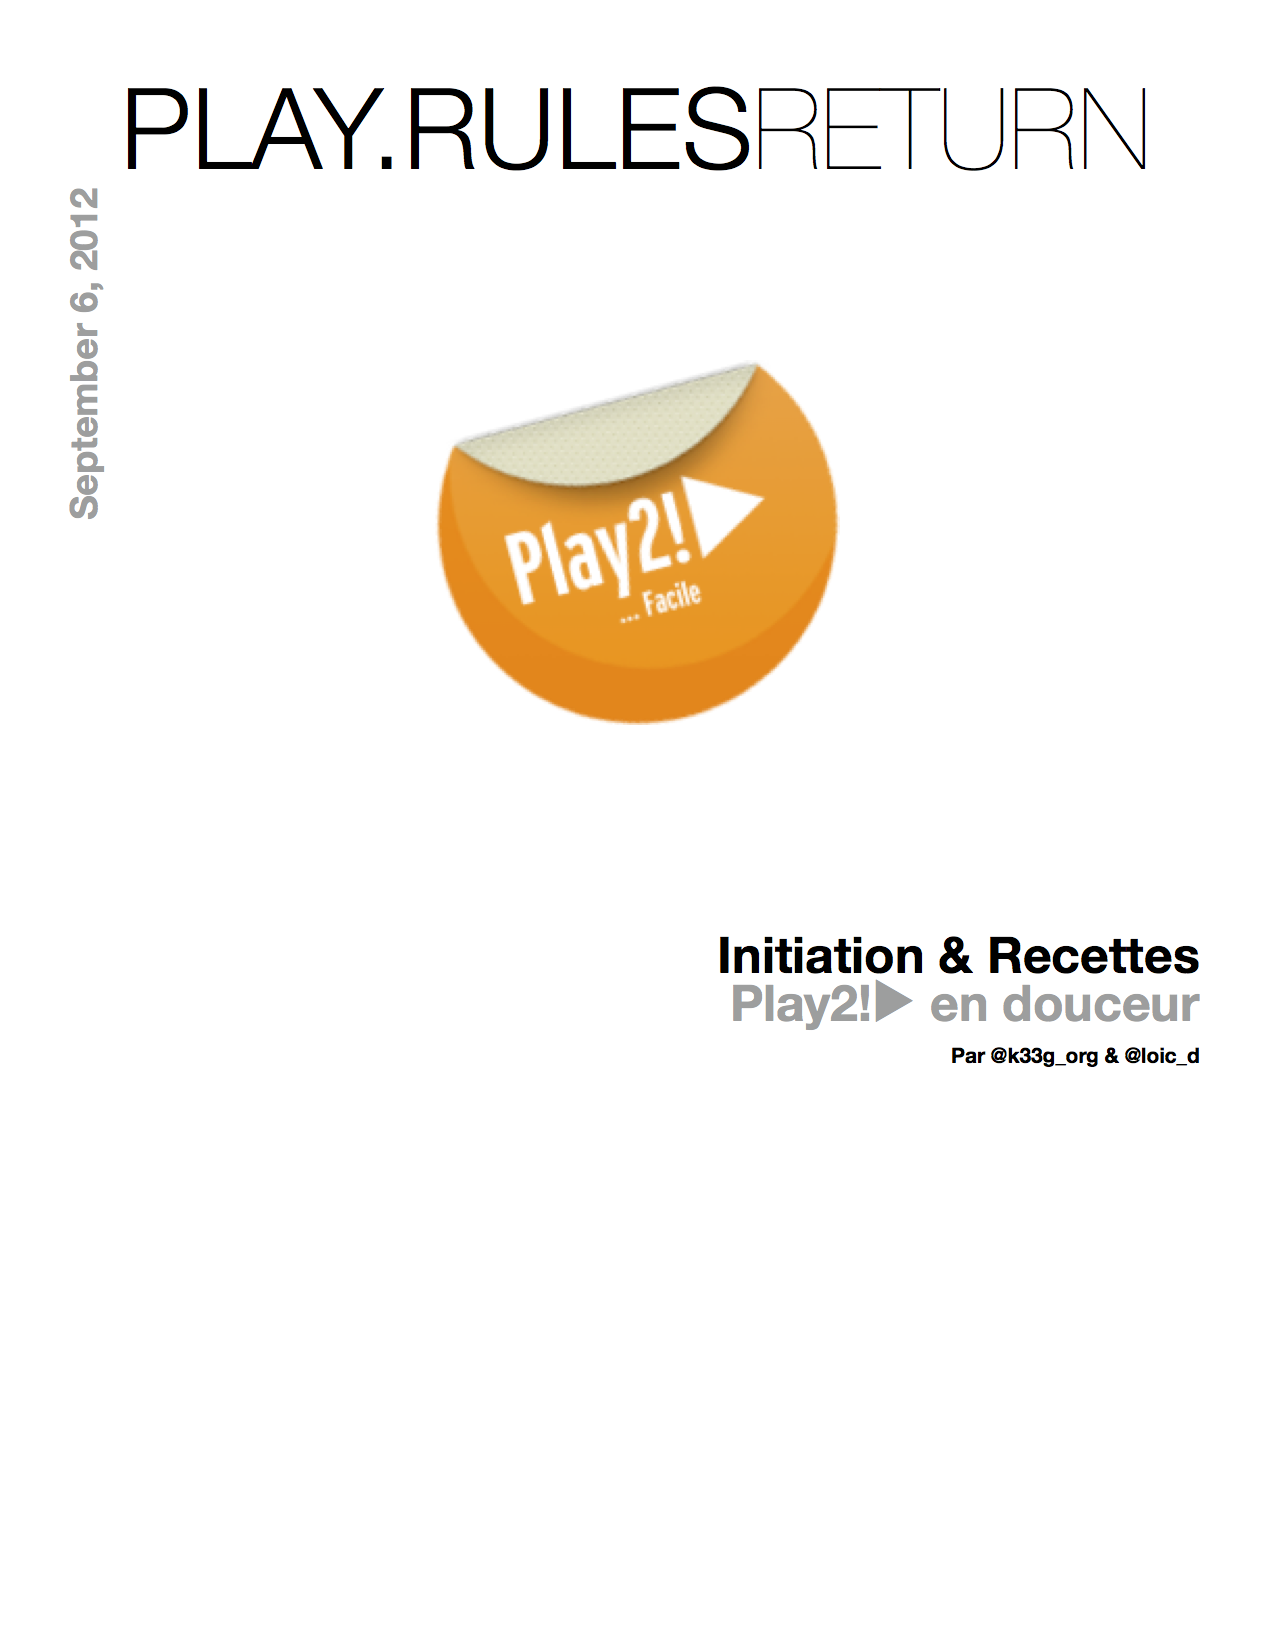 PLAY.RULESRETURN
September 6, 2012
Play2!
... Facile
Initiation & Recettes
Play2!▶ en douceur
Par @k33g_org & @loic_d